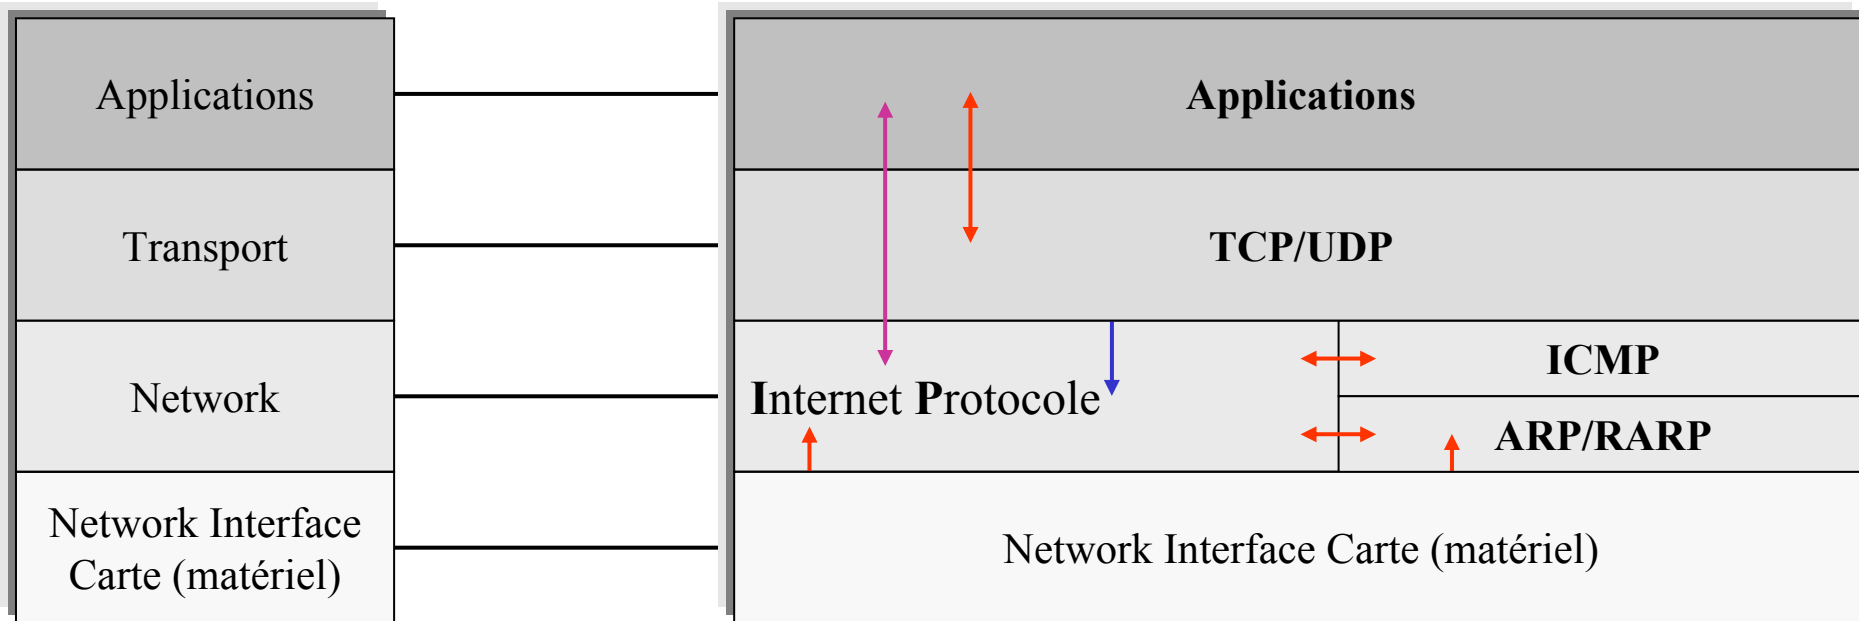 Applications
Transport
Network
Network Interface
Carte (matériel)
Applications
TCP/UDP
Internet Protocole
ICMP
ARP/RARP
Network Interface Carte (matériel)